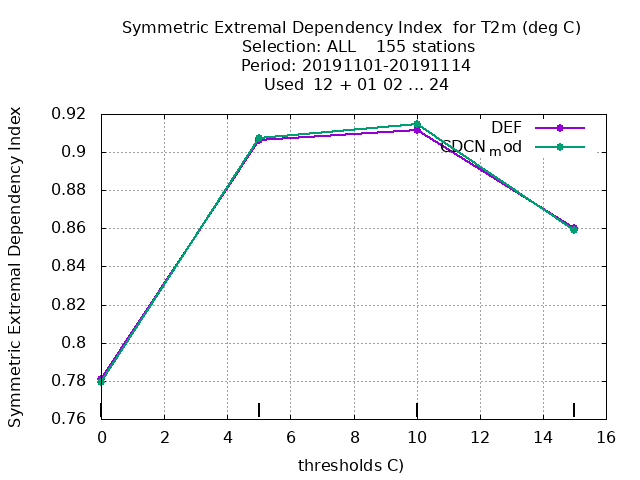 Symmetric Extremal Dependency Index  for T2m (deg C)
Selection: ALL    155 stations
Period: 20191101-20191114
Used  12 + 01 02 ... 24
Symmetric Extremal Dependency Index
0.92
0.9
0.88
0.86
0.84
0.82
0.8
0.78
0.76
DEF
CDCNmod
0 2 4 6 8 10 12 14 16
thresholds C)